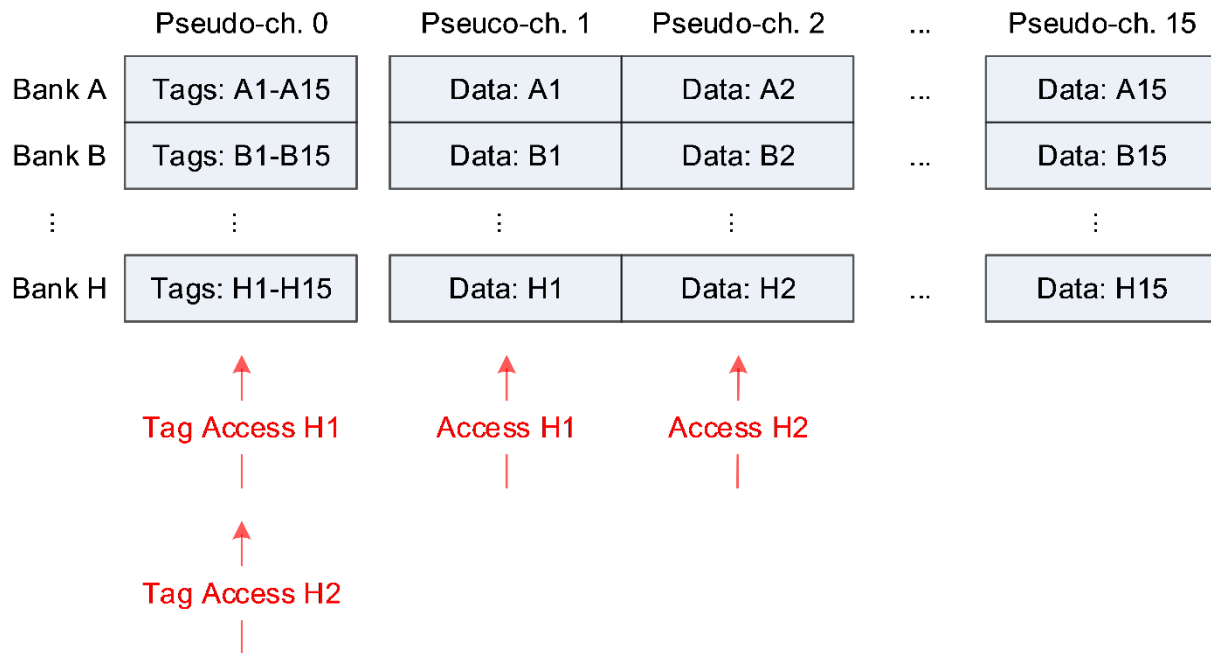 Pseudo-ch. 0 Pseuco-ch. 1 Pseudo-ch. 2 ... Pseudo-ch. 15
Bank A Tags: A1-A15 Data: A1 Data: A2 ... Data: A15
Bank B Tags: B1-B15 Data: B1 Data: B2 ... Data: B15
⋮ ⋮ ⋮ ⋮ ⋮
Bank H Tags: H1-H15 Data: H1 Data: H2 ... Data: H15
Tag Access H1 Access H1 Access H2
Tag Access H2